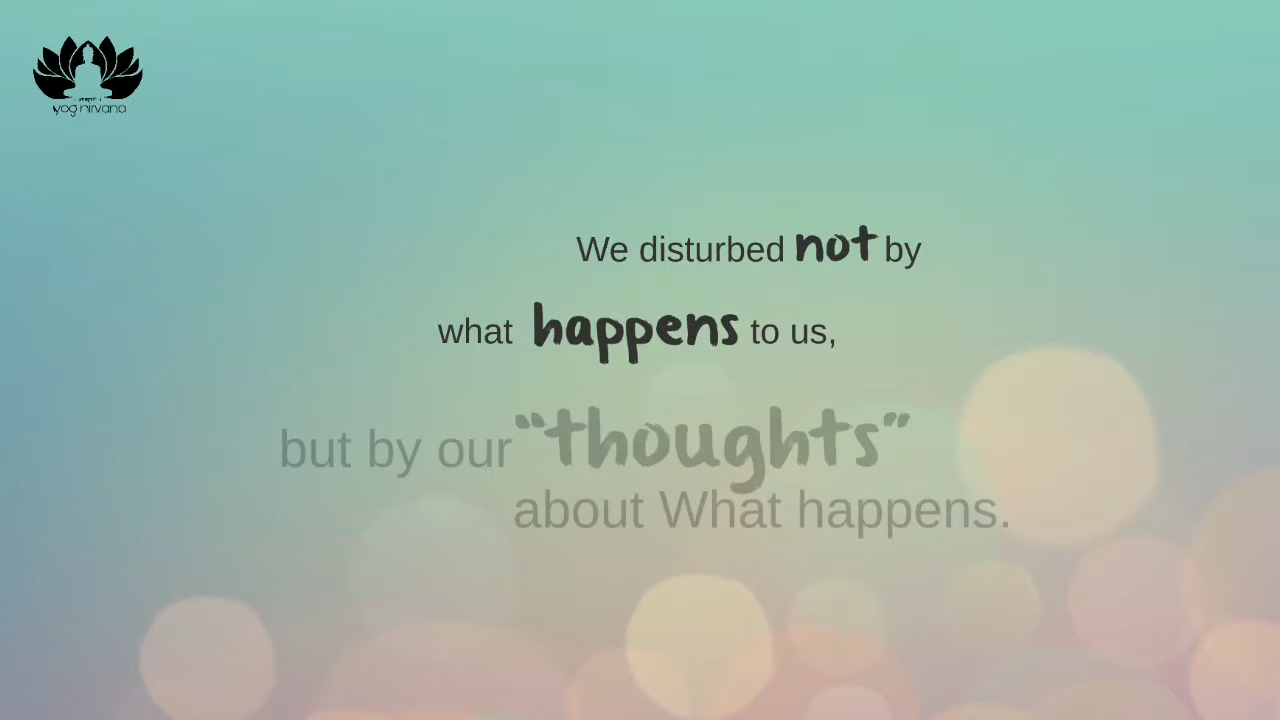 yog nirvana
We disturbed not by
what happens to us,
but by our “thoughts”
about What happens.